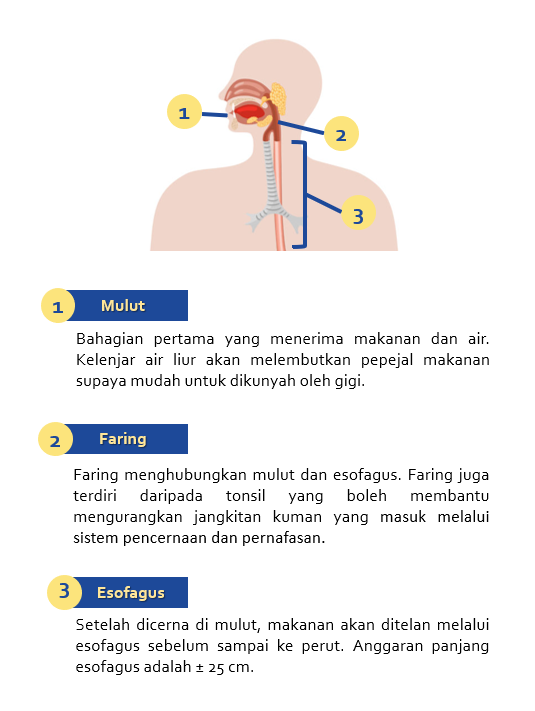 1
2
3
1 Mulut
Bahagian pertama yang menerima makanan dan air.
Kelenjar air liur akan melembutkan pepejal makanan
supaya mudah untuk dikunyah oleh gigi.
2 Faring
Faring menghubungkan mulut dan esofagus. Faring juga
terdiri daripada tonsil yang boleh membantu
mengurangkan jangkitan kuman yang masuk melalui
sistem pencernaan dan pernafasan.
3 Esofagus
Setelah dicerna di mulut, makanan akan ditelan melalui
esofagus sebelum sampai ke perut. Anggaran panjang
esofagus adalah ± 25 cm.